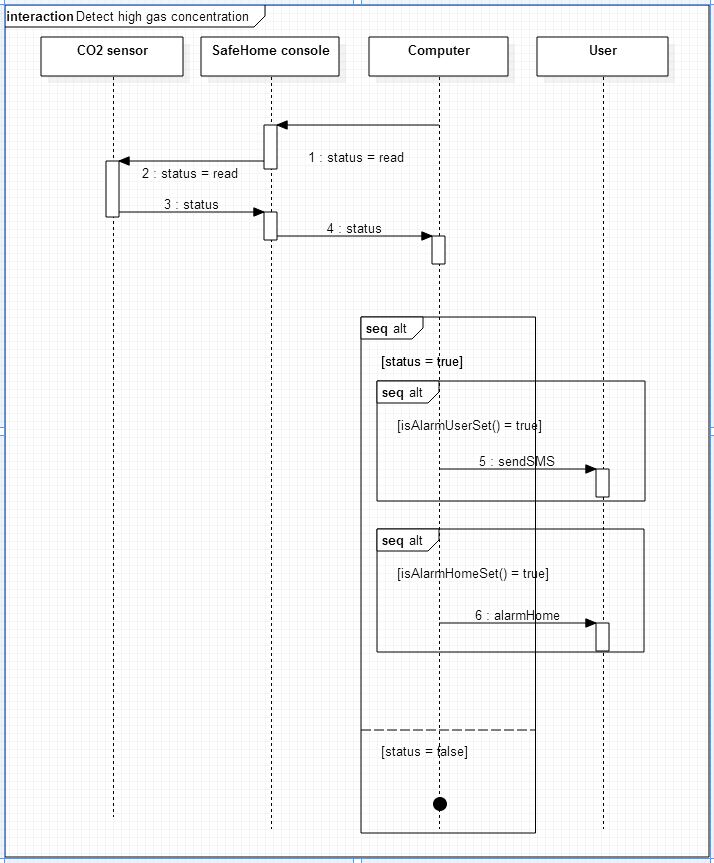 interaction Detect high gas concentration
CO2 sensor
SafeHome console
Computer
User
1 : status = read
2 : status = read
3 : status
4 : status
seq alt
[status = true]
seq alt
[isAlarmUserSet() = true]
5 : sendSMS
seq alt
[isAlarmHomeSet() = true]
6 : alarmHome
[status = false]